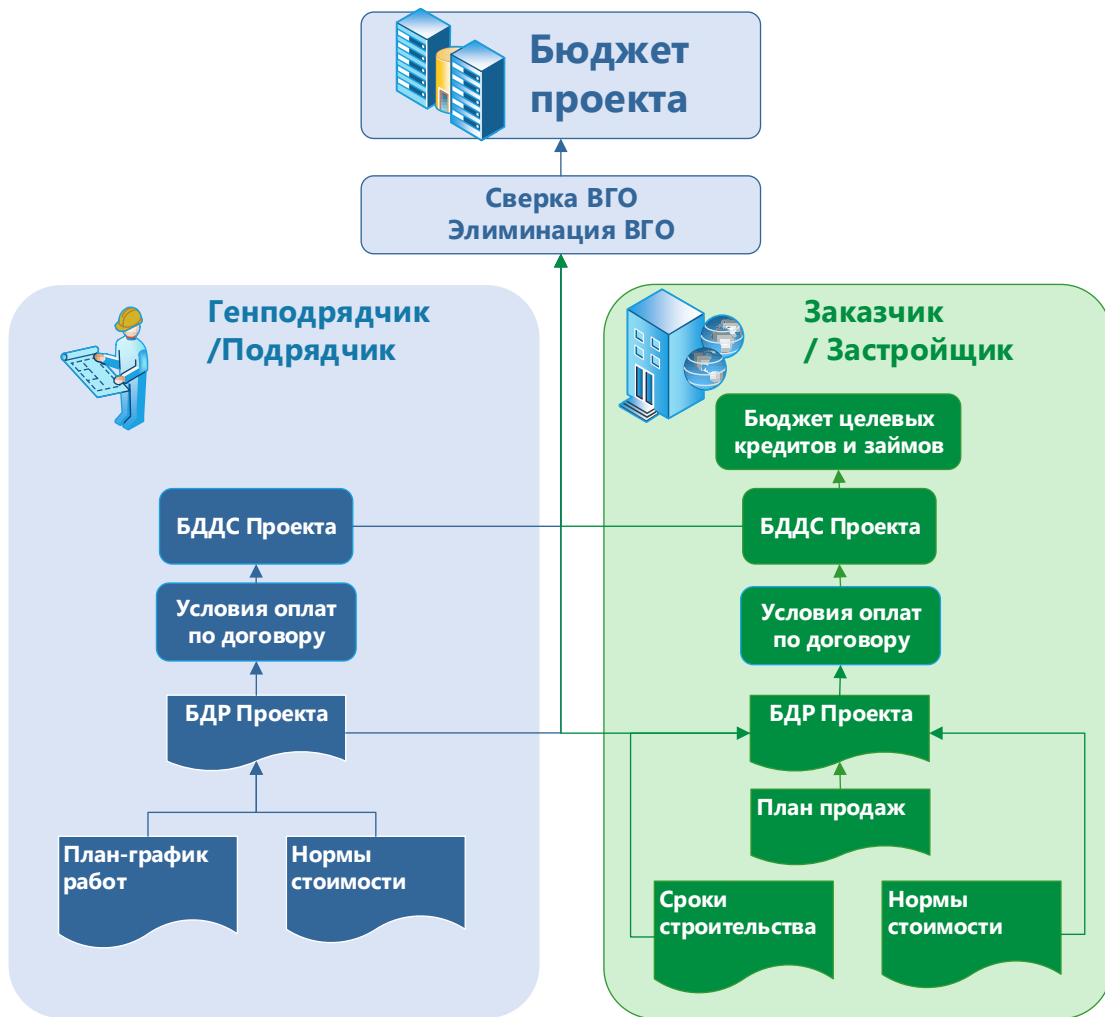 Бюджет
проекта
Сверка ВГО
Элиминация ВГО
Генподрядчик
/Подрядчик
БДДС Проекта
Условия оплат
по договору
БДР Проекта
План-график
работ
Нормы
стоимости
Заказчик
/ Застройщик
Бюджет целевых
кредитов и займов
БДДС Проекта
Условия оплат
по договору
БДР Проекта
План продаж
Сроки
строительства
Нормы
стоимости